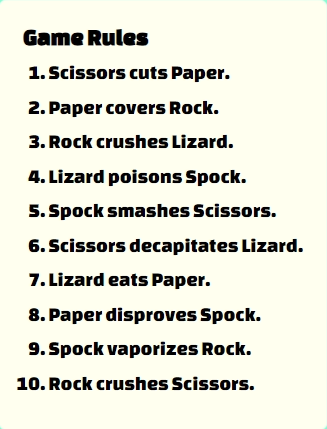 Game Rules
1. Scissors cuts Paper.
2. Paper covers Rock.
3. Rock crushes Lizard.
4. Lizard poisons Spock.
5. Spock smashes Scissors.
6. Scissors decapitates Lizard.
7. Lizard eats Paper.
8. Paper disproves Spock.
9. Spock vaporizes Rock.
10. Rock crushes Scissors.